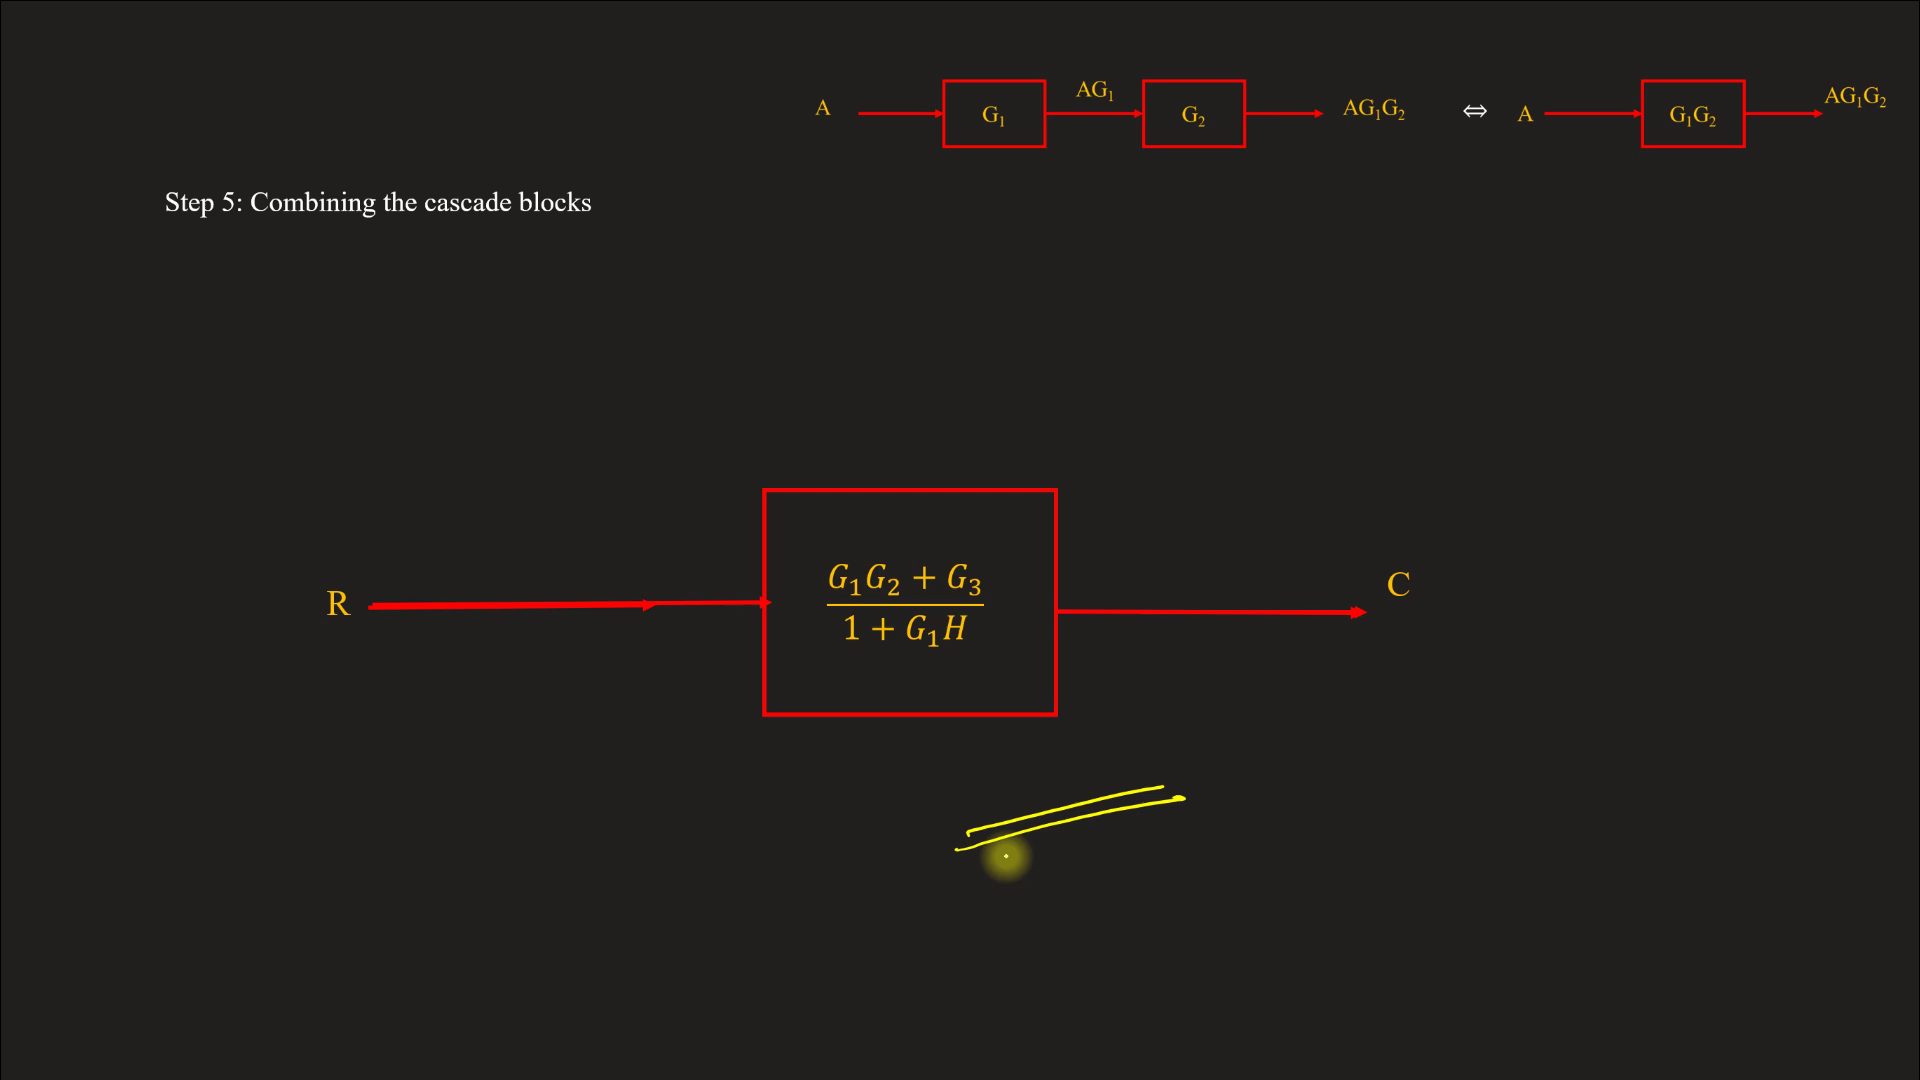 A G₁ AG₁ G₂ AG₁G₂ ⇔ A G₁G₂ AG₁G₂
Step 5: Combining the cascade blocks
G₁G₂ + G₃
R C
1 + G₁H